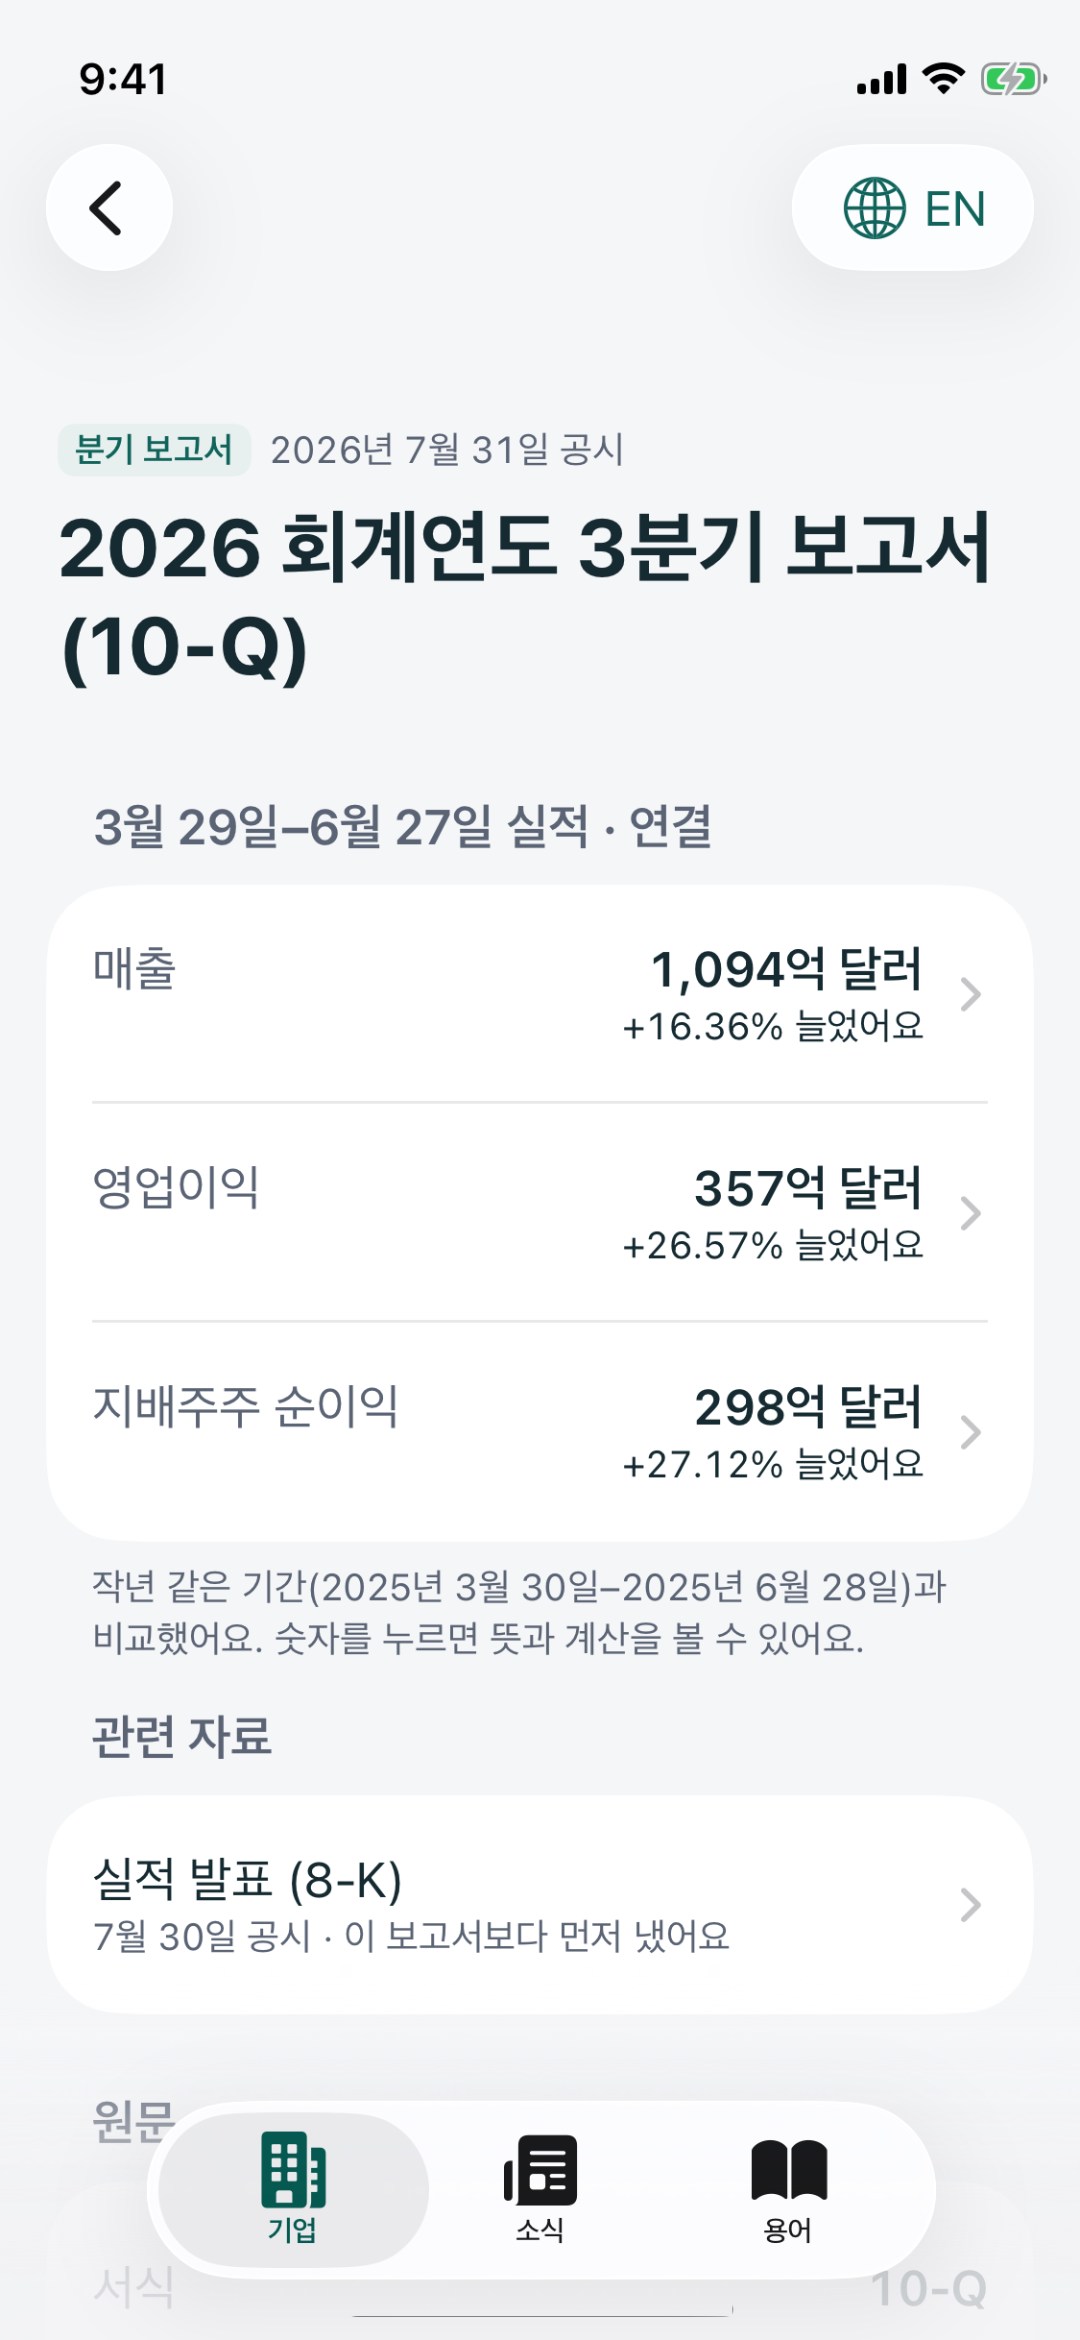 9:41
EN
분기 보고서 2026년 7월 31일 공시
2026 회계연도 3분기 보고서
(10-Q)
3월 29일–6월 27일 실적 · 연결
매출 1,094억 달러
+16.36% 늘었어요
영업이익 357억 달러
+26.57% 늘었어요
지배주주 순이익 298억 달러
+27.12% 늘었어요
작년 같은 기간(2025년 3월 30일–2025년 6월 28일)과
비교했어요. 숫자를 누르면 뜻과 계산을 볼 수 있어요.
관련 자료
실적 발표 (8-K)
7월 30일 공시 · 이 보고서보다 먼저 냈어요
원문
기업 소식 용어
서식 10-Q